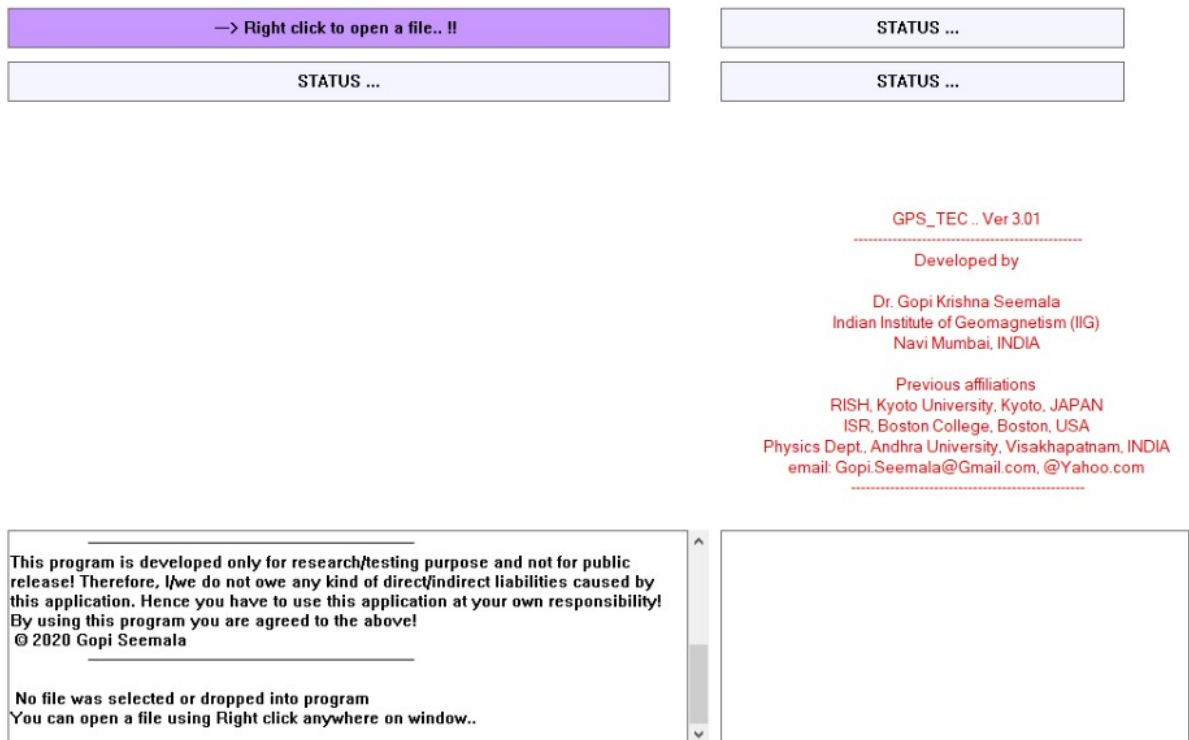 —> Right click to open a file.. !!
STATUS ...
STATUS ...
STATUS ...
GPS_TEC .. Ver 3.01
-----------------------------------------------
Developed by
Dr. Gopi Krishna Seemala
Indian Institute of Geomagnetism (IIG)
Navi Mumbai, INDIA
Previous affiliations
RISH, Kyoto University, Kyoto, JAPAN
ISR, Boston College, Boston, USA
Physics Dept., Andhra University, Visakhapatnam, INDIA
email: Gopi.Seemala@Gmail.com, @Yahoo.com
------------------------------------------------
This program is developed only for research/testing purpose and not for public
release! Therefore, I/we do not owe any kind of direct/indirect liabilities caused by
this application. Hence you have to use this application at your own responsibility!
By using this program you are agreed to the above!
© 2020 Gopi Seemala
No file was selected or dropped into program
You can open a file using Right click anywhere on window..